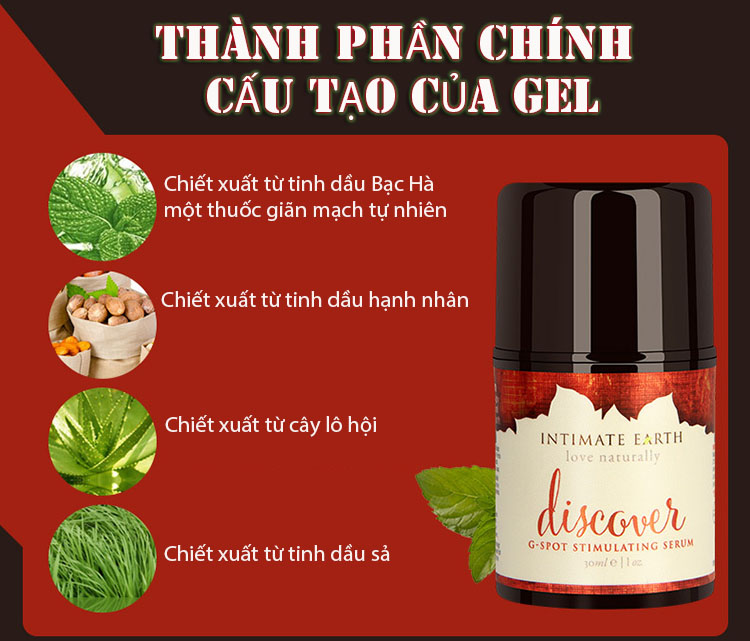 THÀNH PHẦN CHÍNH
CẤU TẠO CỦA GEL
Chiết xuất từ tinh dầu Bạc Hà
một thuốc giãn mạch tự nhiên
Chiết xuất từ tinh dầu hạnh nhân
Chiết xuất từ cây lô hội
Chiết xuất từ tinh dầu sả
INTIMATE EARTH
love naturally
discover
G-SPOT STIMULATING SERUM
30ml e | 1 oz.